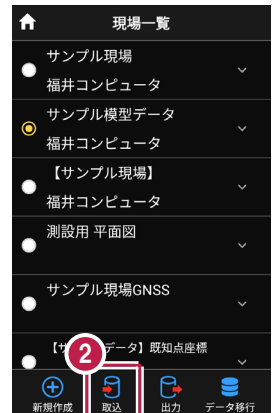 現場一覧
サンプル現場
福井コンピュータ
サンプル模型データ
福井コンピュータ
【サンプル現場】
福井コンピュータ
測設用 平面図
サンプル現場GNSS
【サ データ】既知点座標
2
新規作成 取込 出力 データ移行